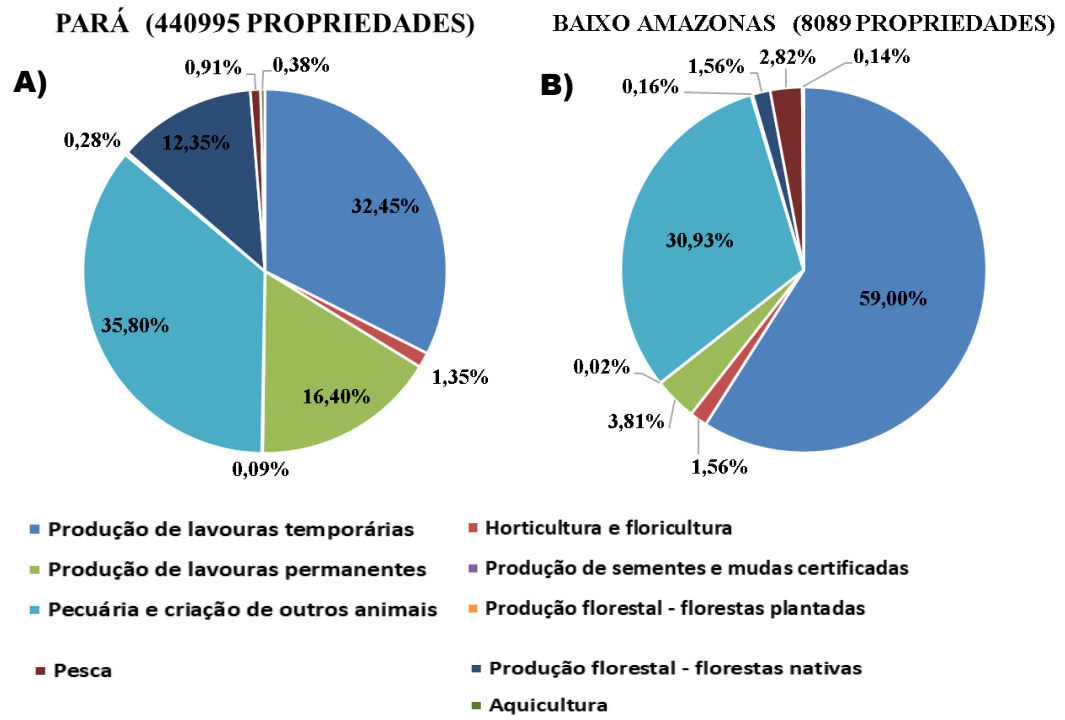 PARÁ (440995 PROPRIEDADES)
BAIXO AMAZONAS (8089 PROPRIEDADES)
A)
0,91%
0,38%
0,28%
12,35%
32,45%
35,80%
16,40%
1,35%
0,09%
B)
0,16%
1,56%
2,82%
0,14%
30,93%
59,00%
0,02%
3,81%
1,56%
Produção de lavouras temporárias
Horticultura e floricultura
Produção de lavouras permanentes
Produção de sementes e mudas certificadas
Pecuária e criação de outros animais
Produção florestal - florestas plantadas
Pesca
Produção florestal - florestas nativas
Aquicultura